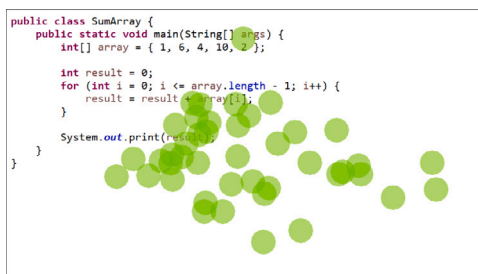 public class SumArray {
public static void main(String[] args) {
int[] array = { 1, 6, 4, 10, 2 };
int result = 0;
for (int i = 0; i <= array.length - 1; i++) {
result = result + array[i];
}
System.out.print(result);
}
}